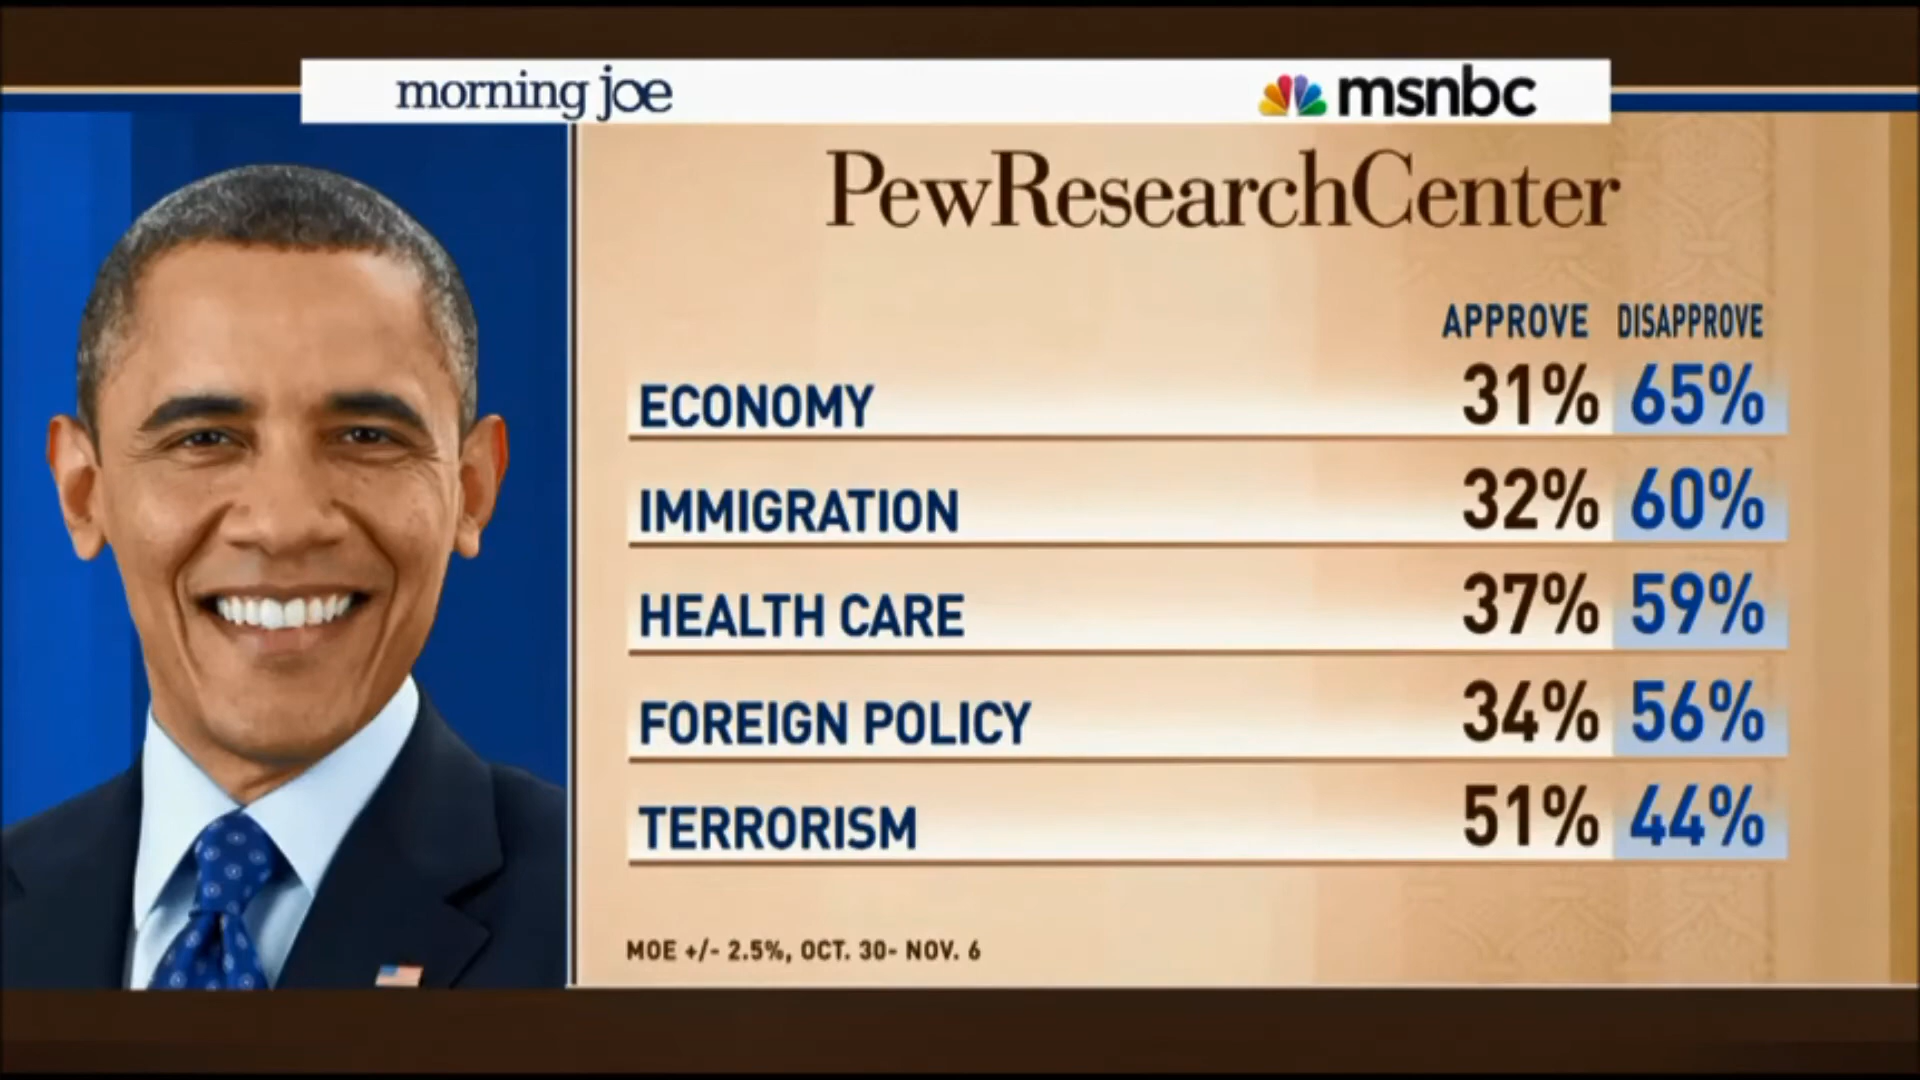 morning joe msnbc
PewResearchCenter
APPROVE DISAPPROVE
ECONOMY 31% 65%
IMMIGRATION 32% 60%
HEALTH CARE 37% 59%
FOREIGN POLICY 34% 56%
TERRORISM 51% 44%
MOE +/- 2.5%, OCT. 30- NOV. 6